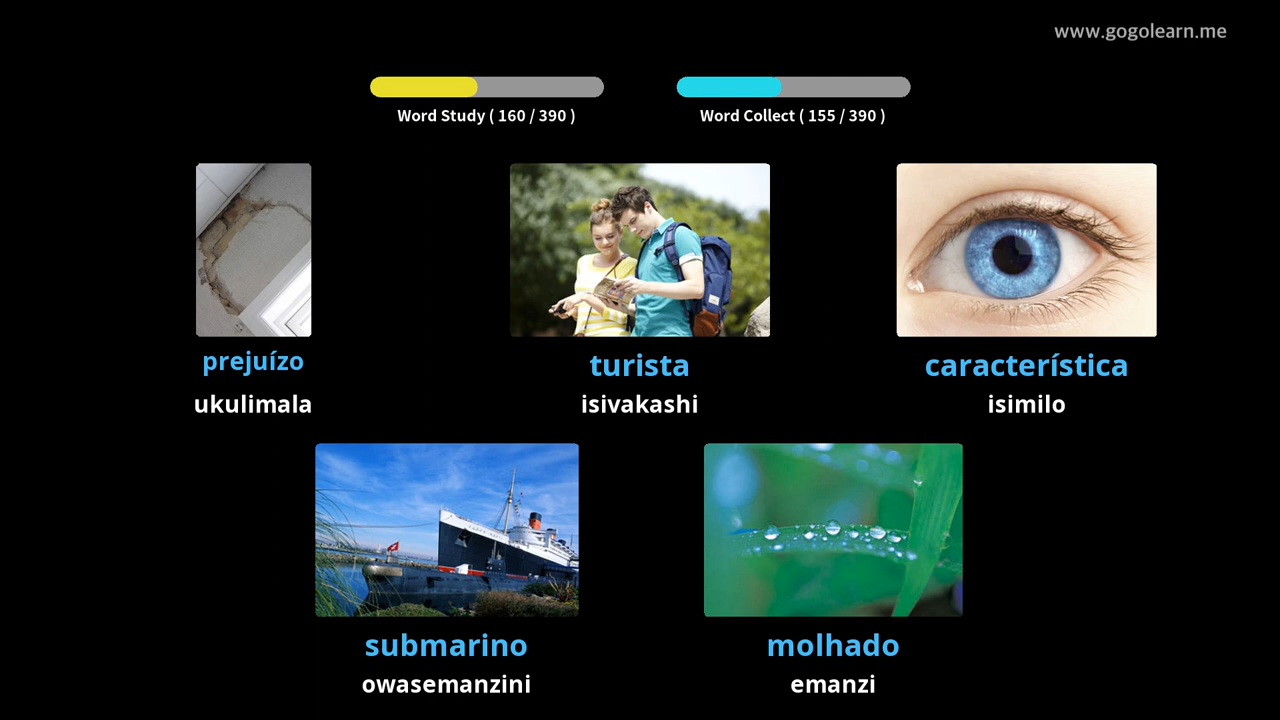 www.gogolearn.me
Word Study ( 160 / 390 )
Word Collect ( 155 / 390 )
prejuízo
ukulimala
turista
isivakashi
característica
isimilo
submarino
owasemanzini
molhado
emanzi